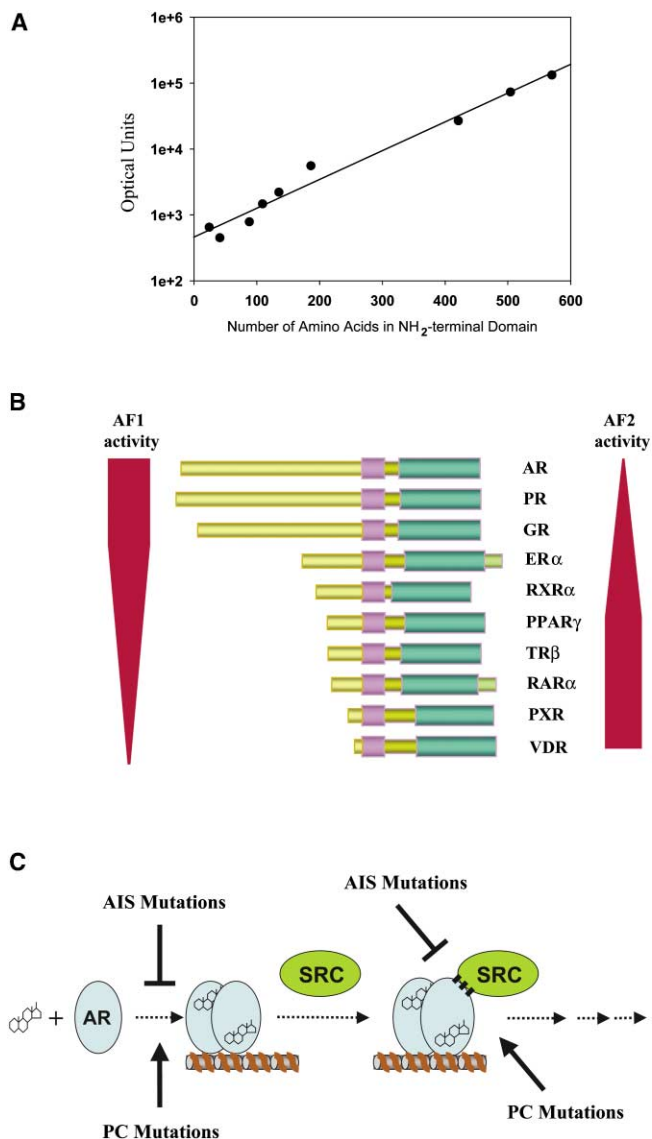 A
1e+6
1e+5
1e+4
1e+3
1e+2
Optical Units
0 100 200 300 400 500 600
Number of Amino Acids in NH2-terminal Domain
B
AF1
activity
AF2
activity
AR
PR
GR
ERα
RXRα
PPARγ
TRβ
RARα
PXR
VDR
C
AIS Mutations
AIS Mutations
SRC
SRC
+
AR
PC Mutations
PC Mutations